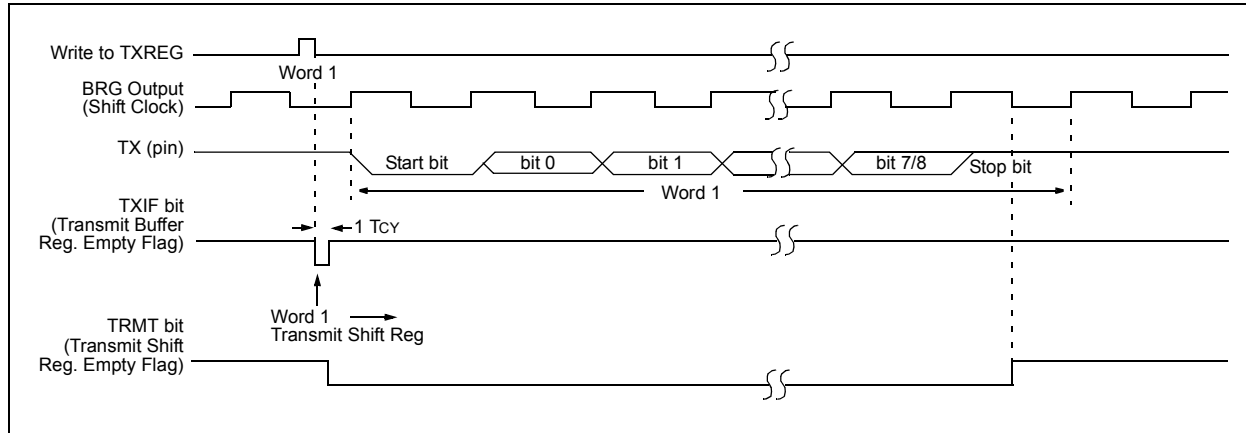 Write to TXREG
Word 1
BRG Output
(Shift Clock)
TX (pin)
Start bit
bit 0
bit 1
bit 7/8
Stop bit
Word 1
TXIF bit
(Transmit Buffer
Reg. Empty Flag)
1 TCY
Word 1
Transmit Shift Reg
TRMT bit
(Transmit Shift
Reg. Empty Flag)